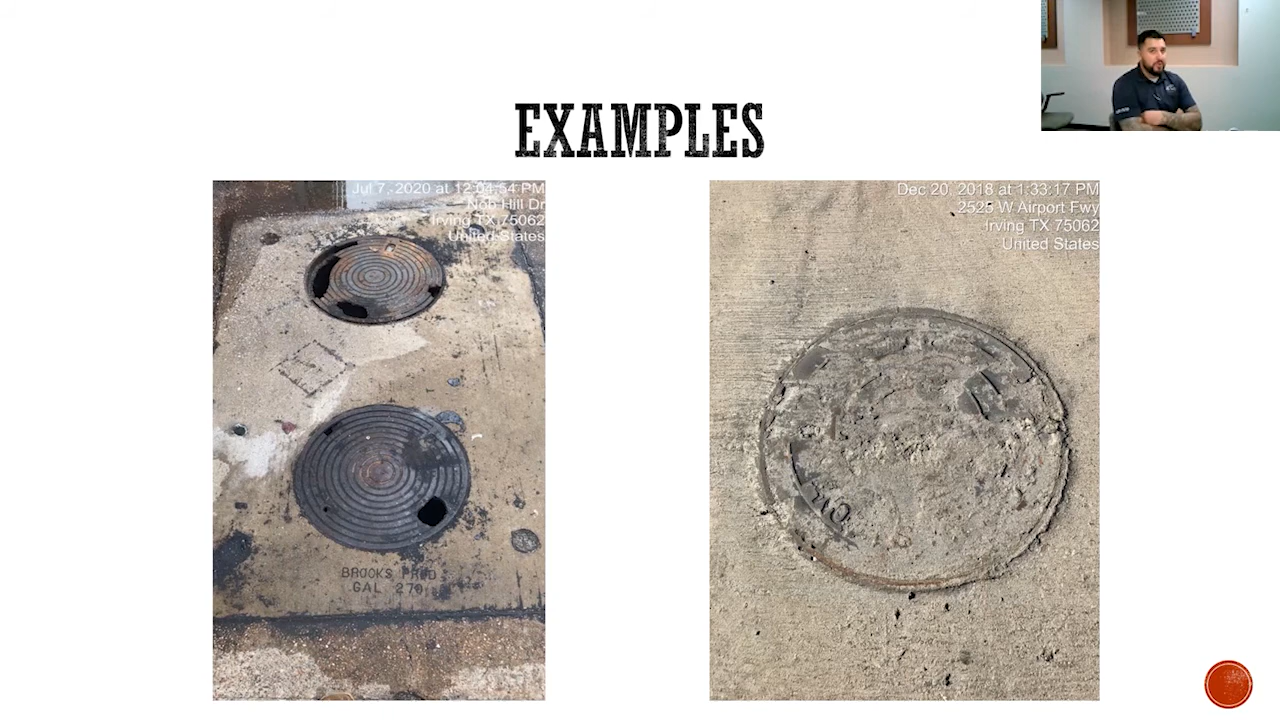 EXAMPLES
Jul 7, 2020 at 12:04:54 PM
Nob Hill Dr
Irving TX 75062
United States
BROOKS PROD
GAL 270
Dec 20, 2018 at 1:33:17 PM
2525 W Airport Fwy
Irving TX 75062
United States